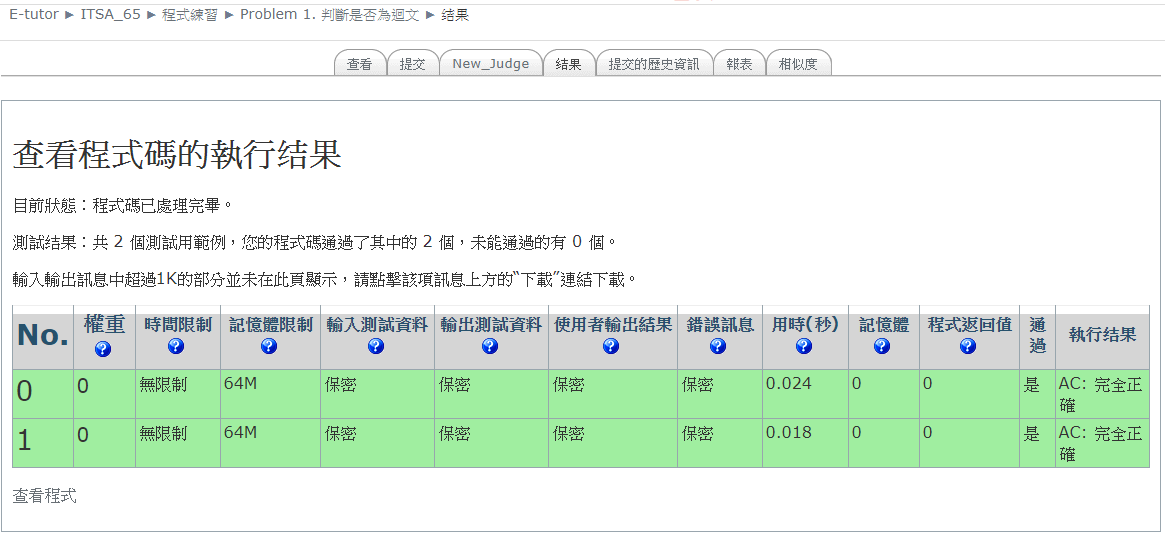 E-tutor ► ITSA_65 ► 程式練習 ► Problem 1. 判斷是否為迴文 ► 结果
查看 提交 New_Judge 结果 提交的歷史資訊 報表 相似度
查看程式碼的執行结果
目前狀態：程式碼已處理完畢。
測試结果：共 2 個測試用範例，您的程式碼通過了其中的 2 個，未能通過的有 0 個。
輸入輸出訊息中超過1K的部分並未在此頁顯示，請點擊該項訊息上方的“下載”連結下載。
No. 權重 時間限制 記憶體限制 輸入測試資料 輸出測試資料 使用者輸出結果 錯誤訊息 用時(秒) 記憶體 程式返回值 通過 執行结果
0 0 無限制 64M 保密 保密 保密 保密 0.024 0 0 是 AC: 完全正確
1 0 無限制 64M 保密 保密 保密 保密 0.018 0 0 是 AC: 完全正確
查看程式